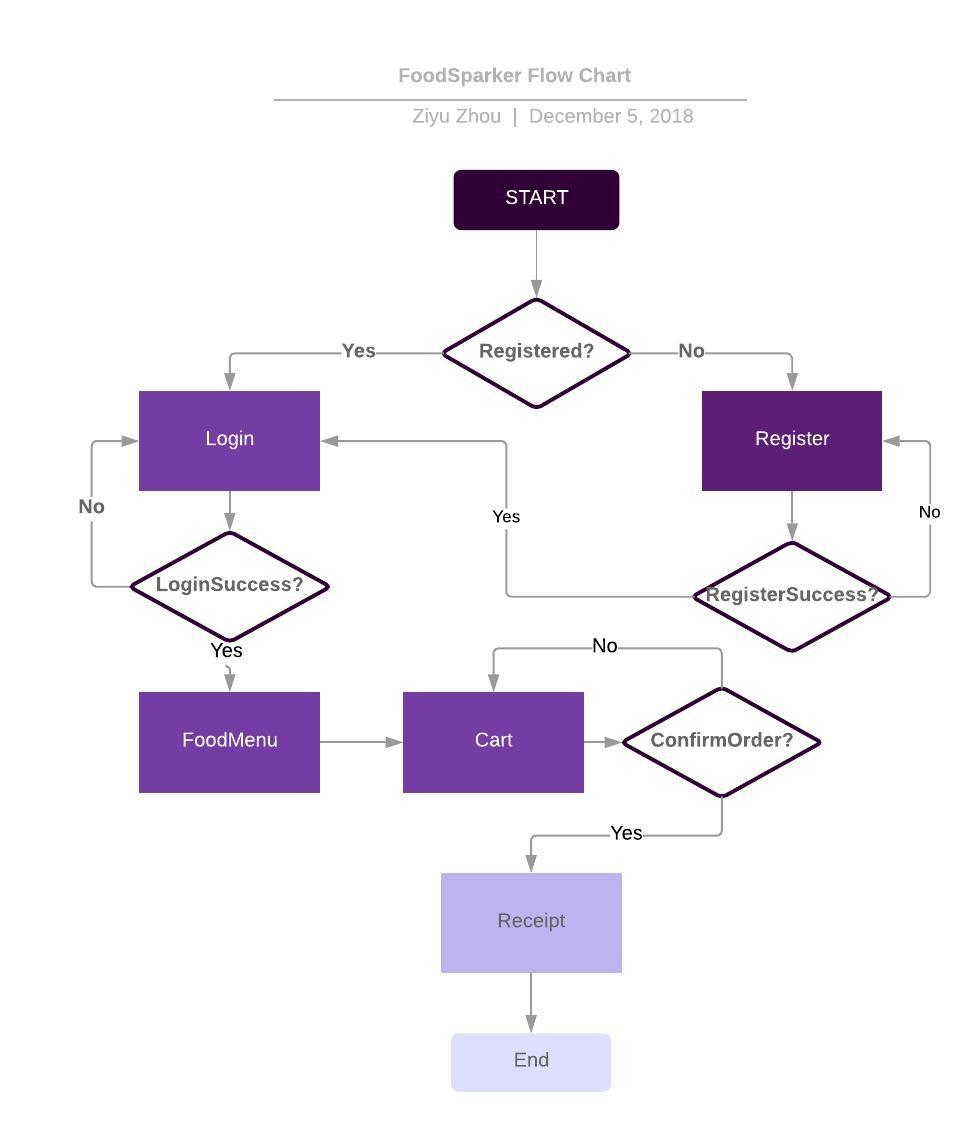 FoodSparker Flow Chart
Ziyu Zhou | December 5, 2018
START
Registered?
Yes
No
Login
Register
No
Yes
No
LoginSuccess?
RegisterSuccess?
Yes
No
FoodMenu
Cart
ConfirmOrder?
Yes
Receipt
End